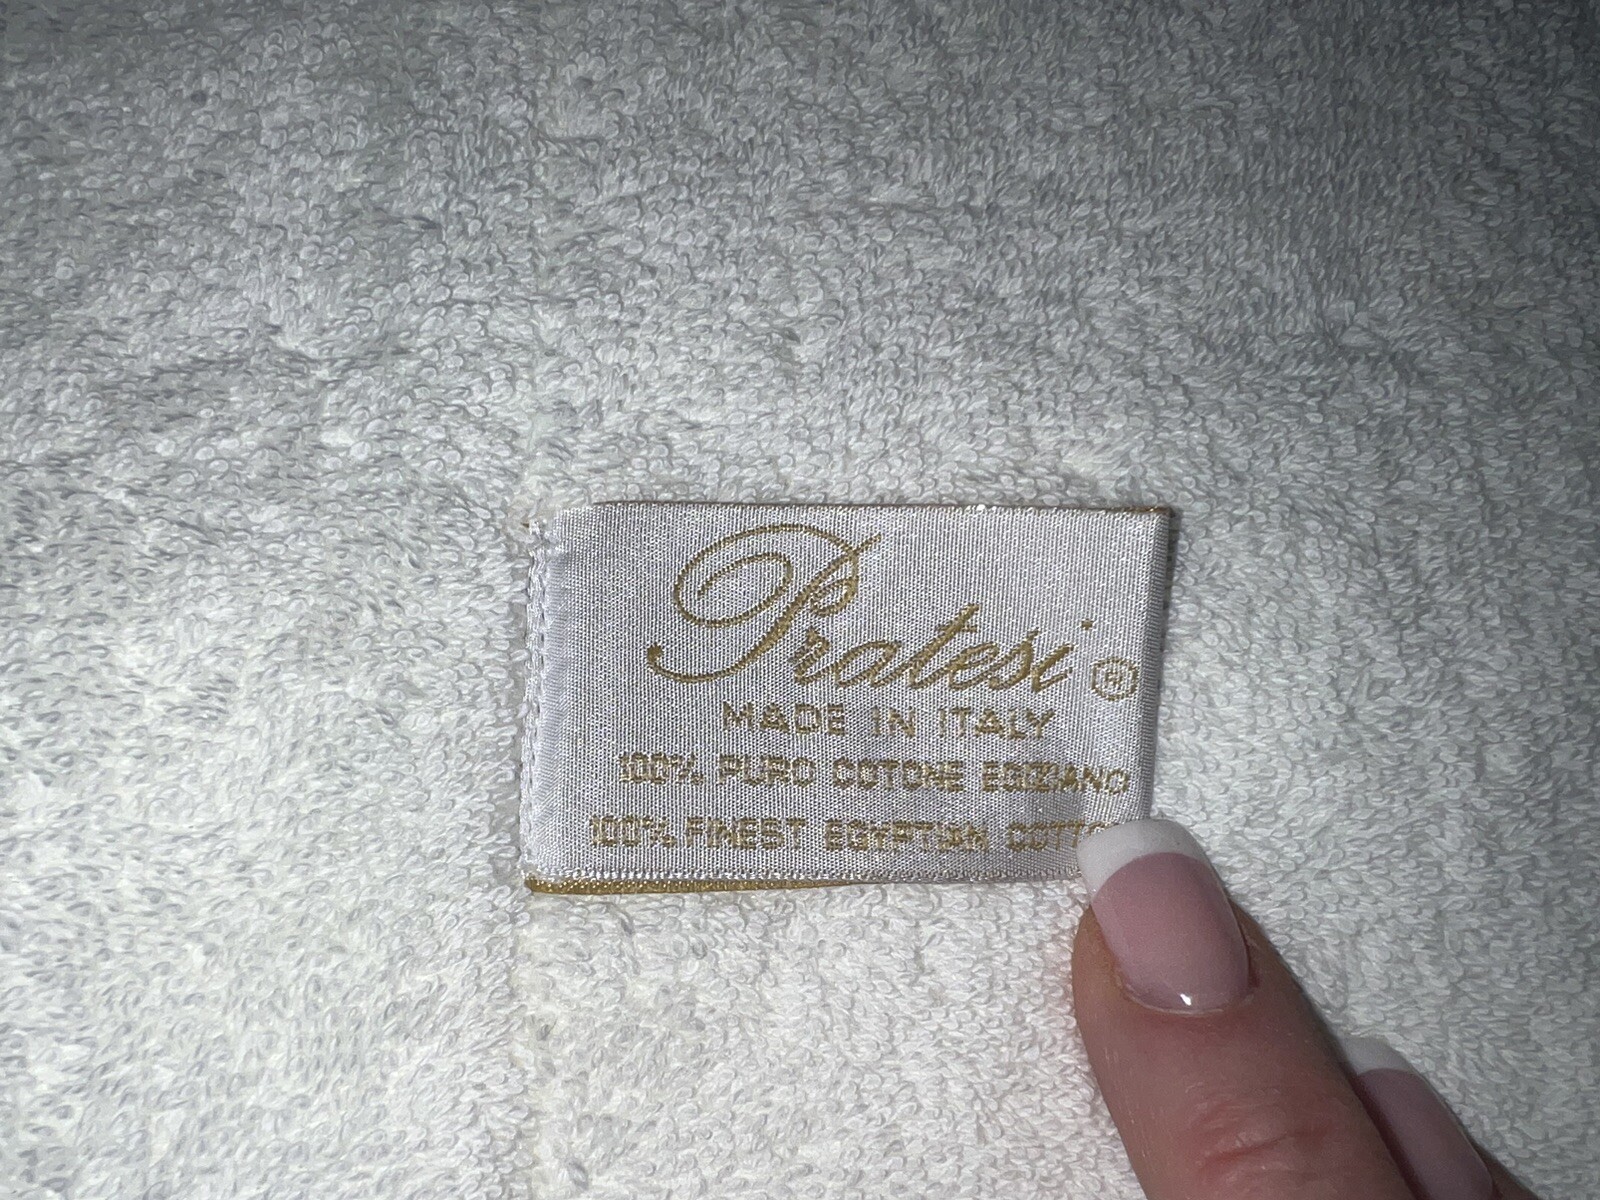 Pratesi ®
MADE IN ITALY
100% PURO COTONE EGIZIANO
100% FINEST EGYPTIAN